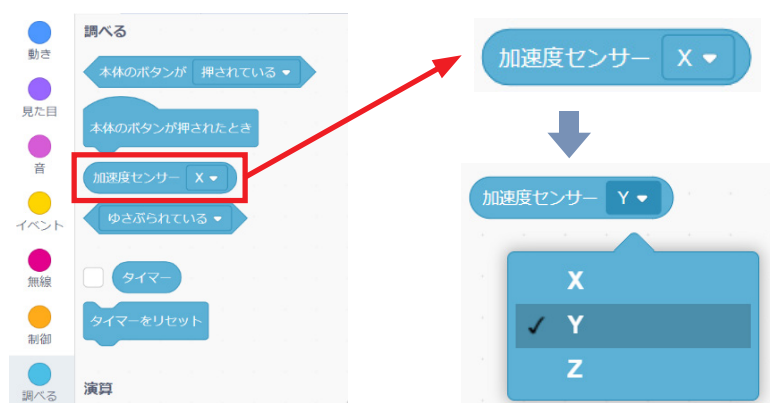 動き
見た目
音
イベント
無線
制御
調べる
調べる
本体のボタンが 押されている
本体のボタンが押されたとき
加速度センサー X
ゆさぶられている
タイマー
タイマーをリセット
演算
加速度センサー X
加速度センサー Y
X
✓ Y
Z